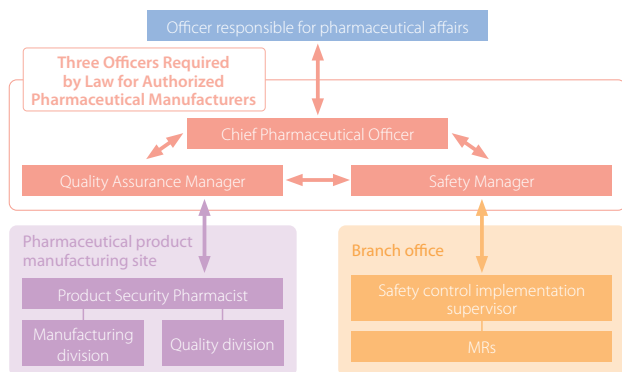 Officer responsible for pharmaceutical affairs
Three Officers Required
by Law for Authorized
Pharmaceutical Manufacturers
Chief Pharmaceutical Officer
Quality Assurance Manager
Safety Manager
Pharmaceutical product
manufacturing site
Product Security Pharmacist
Manufacturing
division
Quality division
Branch office
Safety control implementation
supervisor
MRs